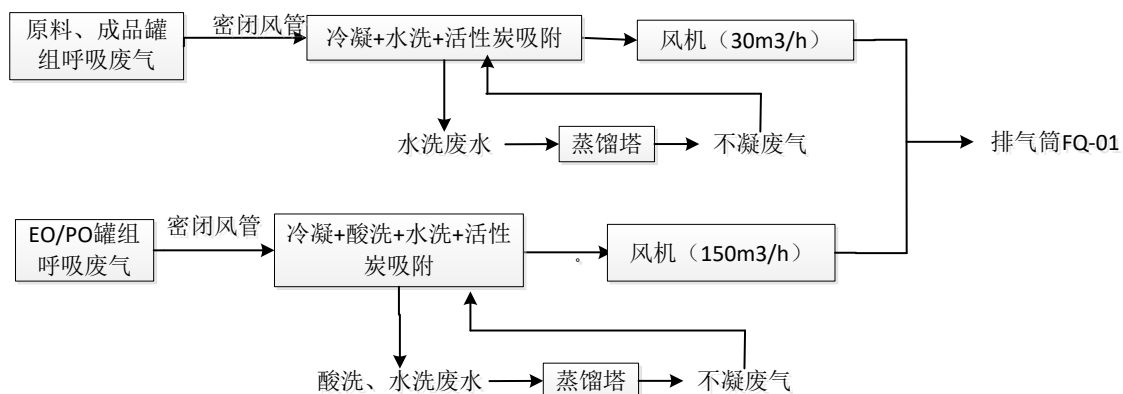 原料、成品罐
组呼吸废气
密闭风管
冷凝+水洗+活性炭吸附
风机（30m3/h）
水洗废水
蒸馏塔
不凝废气
排气筒FQ-01
EO/PO罐组
呼吸废气
密闭风管
冷凝+酸洗+水洗+活性
炭吸附
。
风机（150m3/h）
酸洗、水洗废水
蒸馏塔
不凝废气